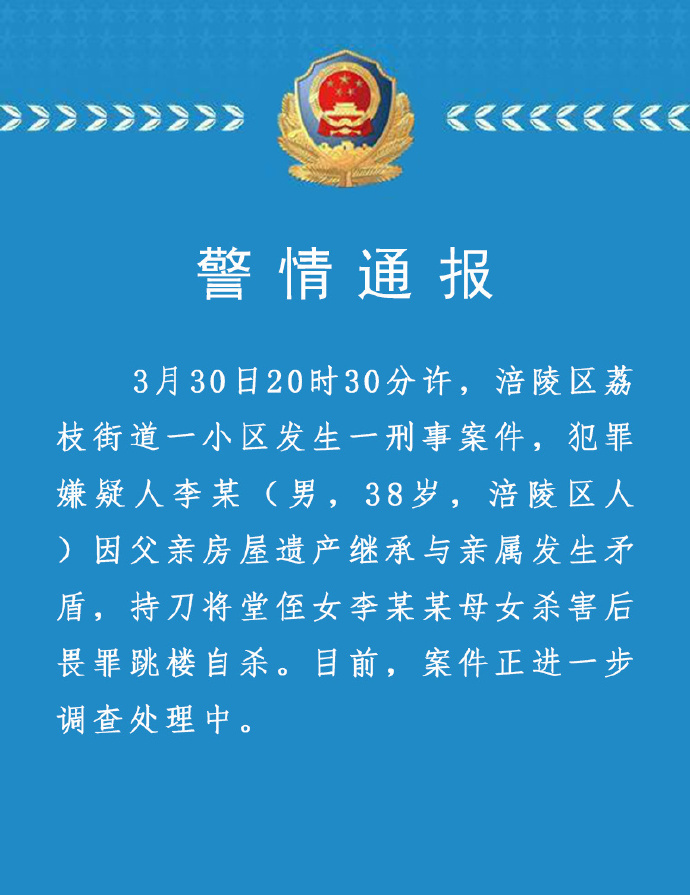 警情通报
3月30日20时30分许，涪陵区荔
枝街道一小区发生一刑事案件，犯罪
嫌疑人李某（男，38岁，涪陵区人
）因父亲房屋遗产继承与亲属发生矛
盾，持刀将堂侄女李某某母女杀害后
畏罪跳楼自杀。目前，案件正进一步
调查处理中。